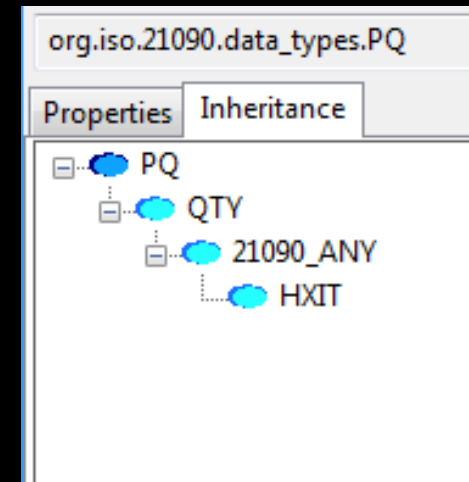 org.iso.21090.data_types.PQ
Properties Inheritance
PQ
QTY
21090_ANY
HXIT